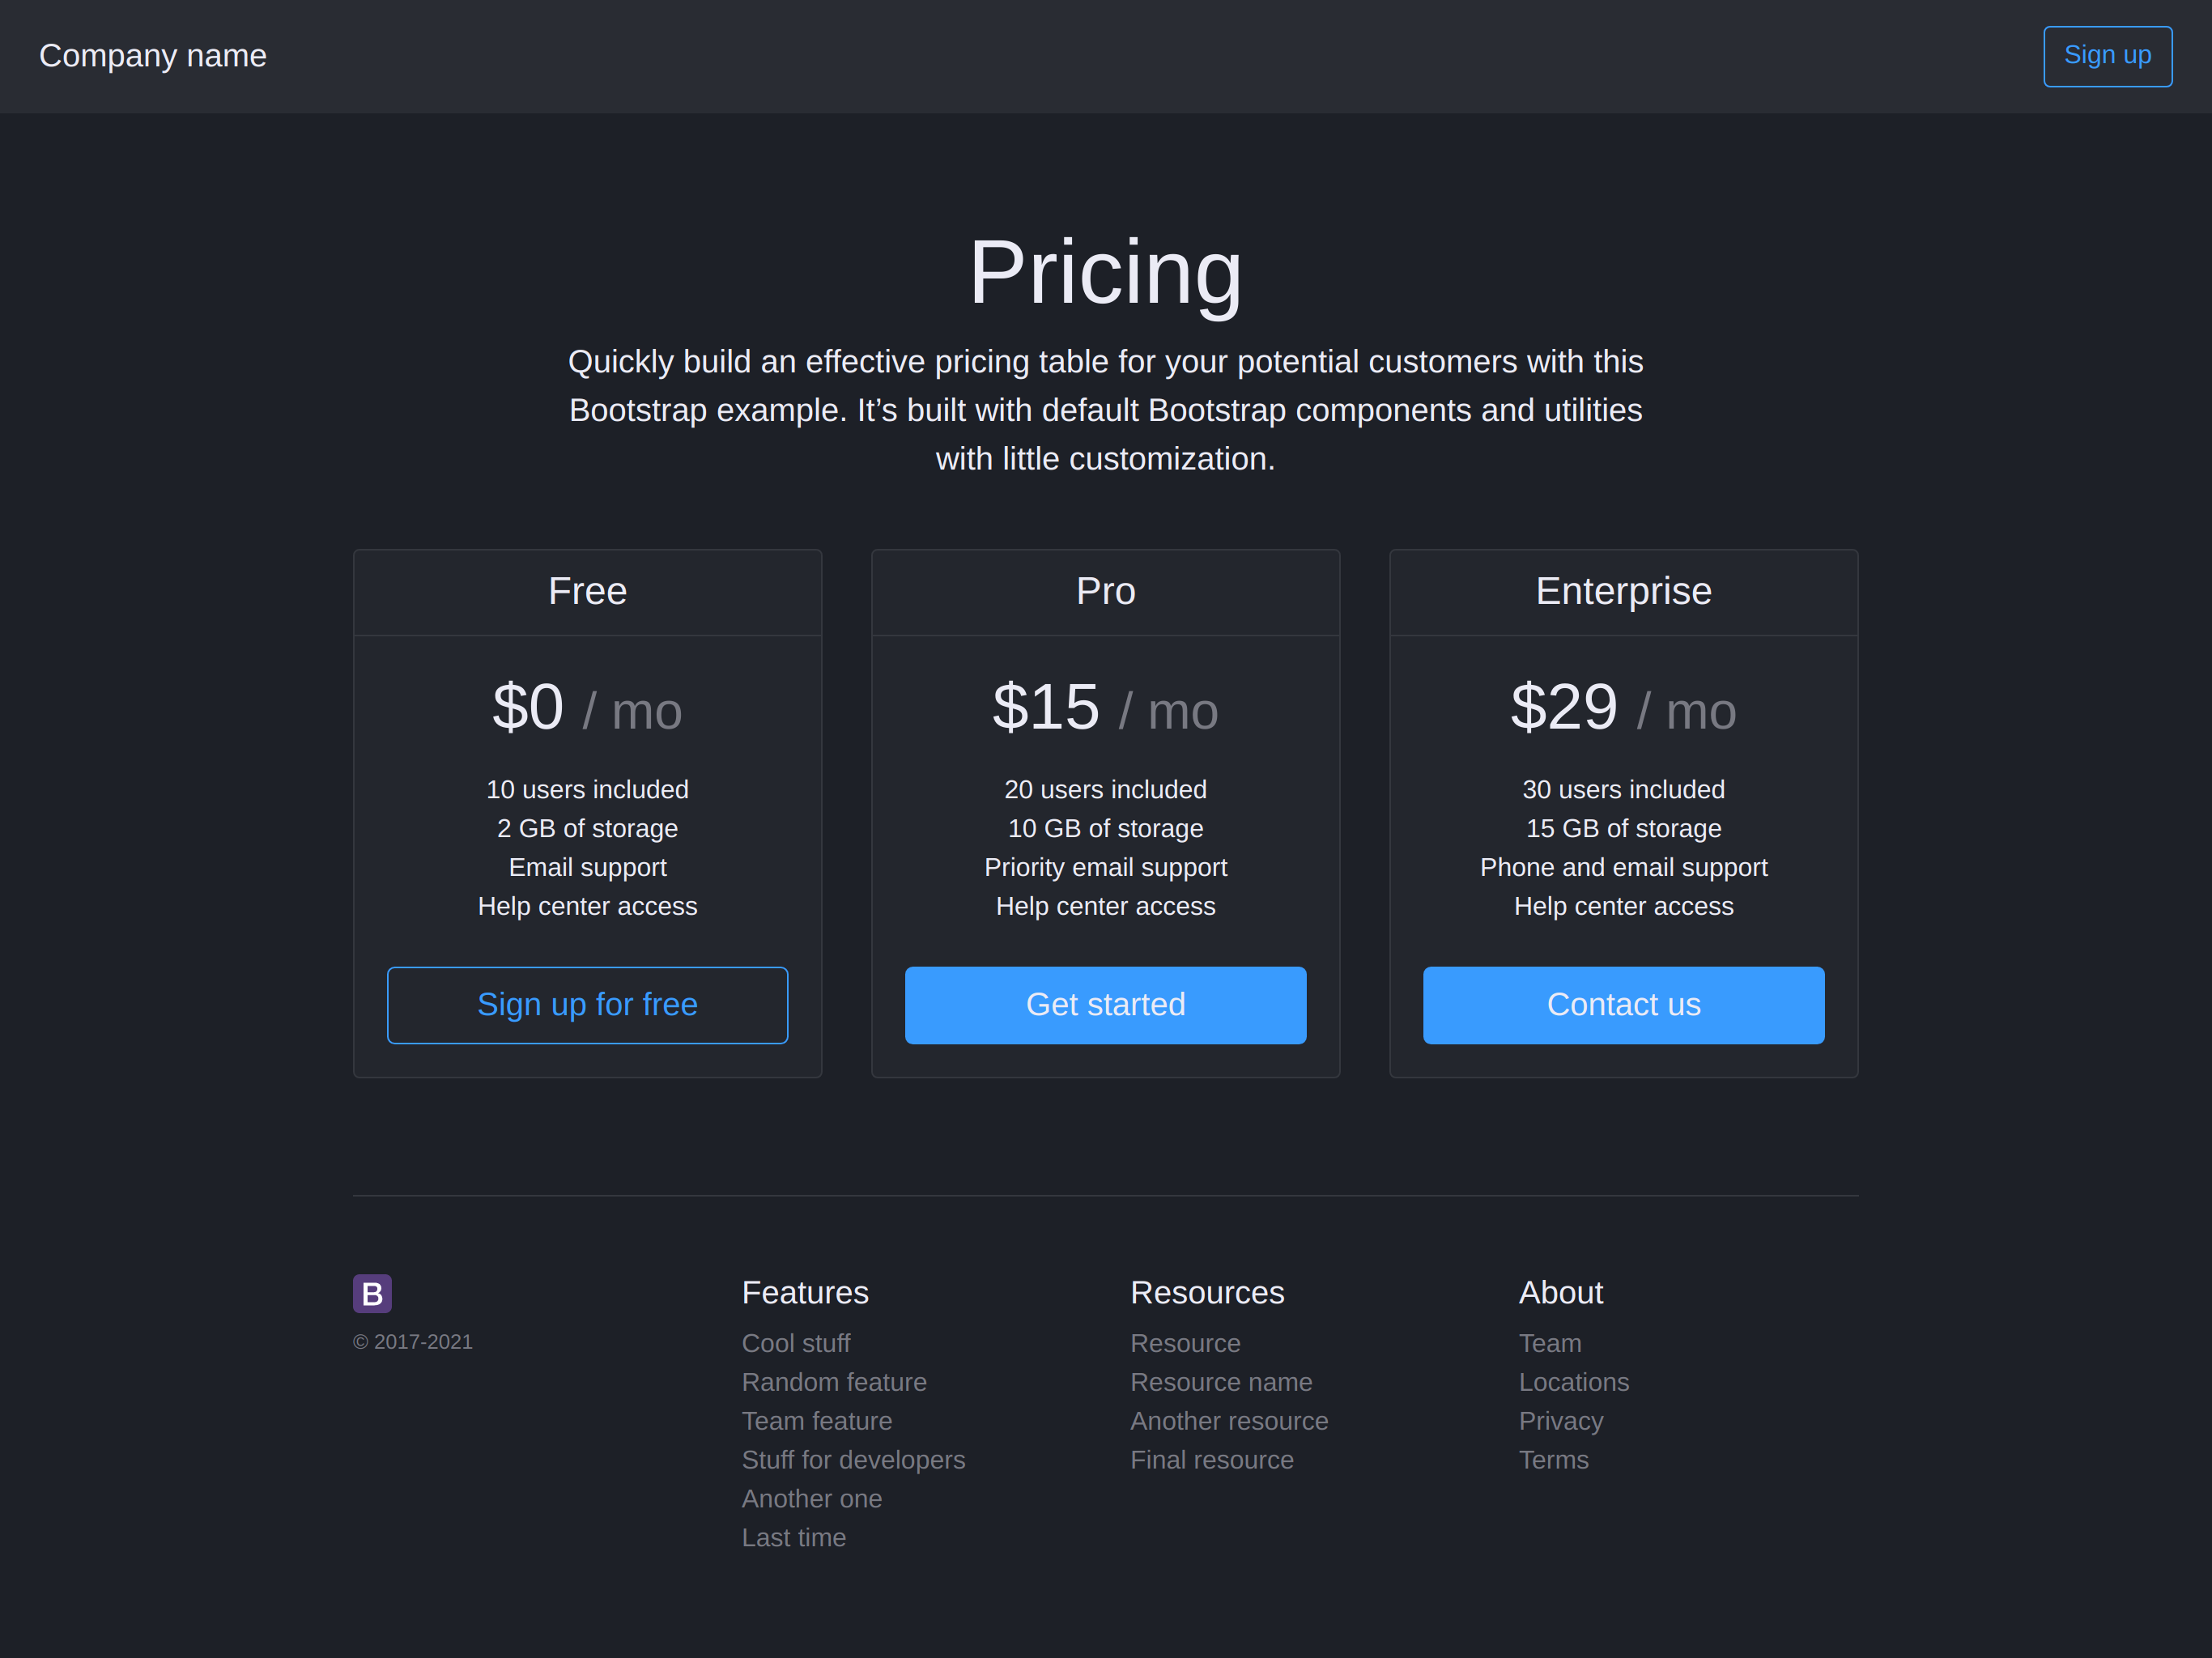 Company name
Sign up
Pricing
Quickly build an effective pricing table for your potential customers with this
Bootstrap example. It’s built with default Bootstrap components and utilities
with little customization.
Free
$0 / mo
10 users included
2 GB of storage
Email support
Help center access
Sign up for free
Pro
$15 / mo
20 users included
10 GB of storage
Priority email support
Help center access
Get started
Enterprise
$29 / mo
30 users included
15 GB of storage
Phone and email support
Help center access
Contact us
B
© 2017-2021
Features
Cool stuff
Random feature
Team feature
Stuff for developers
Another one
Last time
Resources
Resource
Resource name
Another resource
Final resource
About
Team
Locations
Privacy
Terms